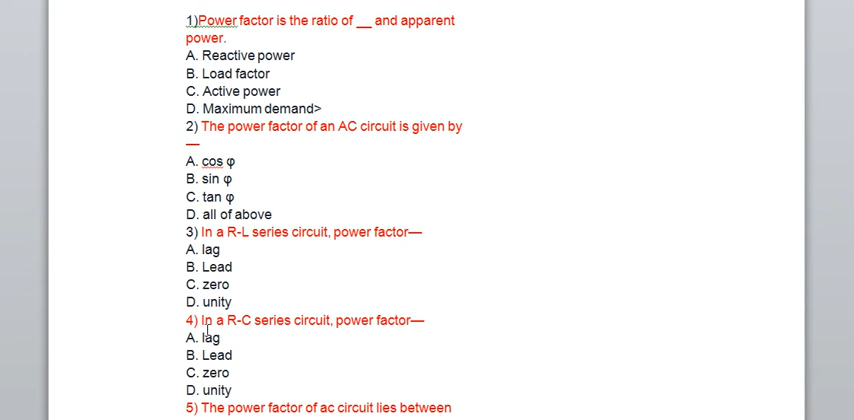 1)Power factor is the ratio of __ and apparent
power.
A. Reactive power
B. Load factor
C. Active power
D. Maximum demand>
2) The power factor of an AC circuit is given by
—
A. cos φ
B. sin φ
C. tan φ
D. all of above
3) In a R-L series circuit, power factor—
A. lag
B. Lead
C. zero
D. unity
4) In a R-C series circuit, power factor—
A. lag
B. Lead
C. zero
D. unity
5) The power factor of ac circuit lies between